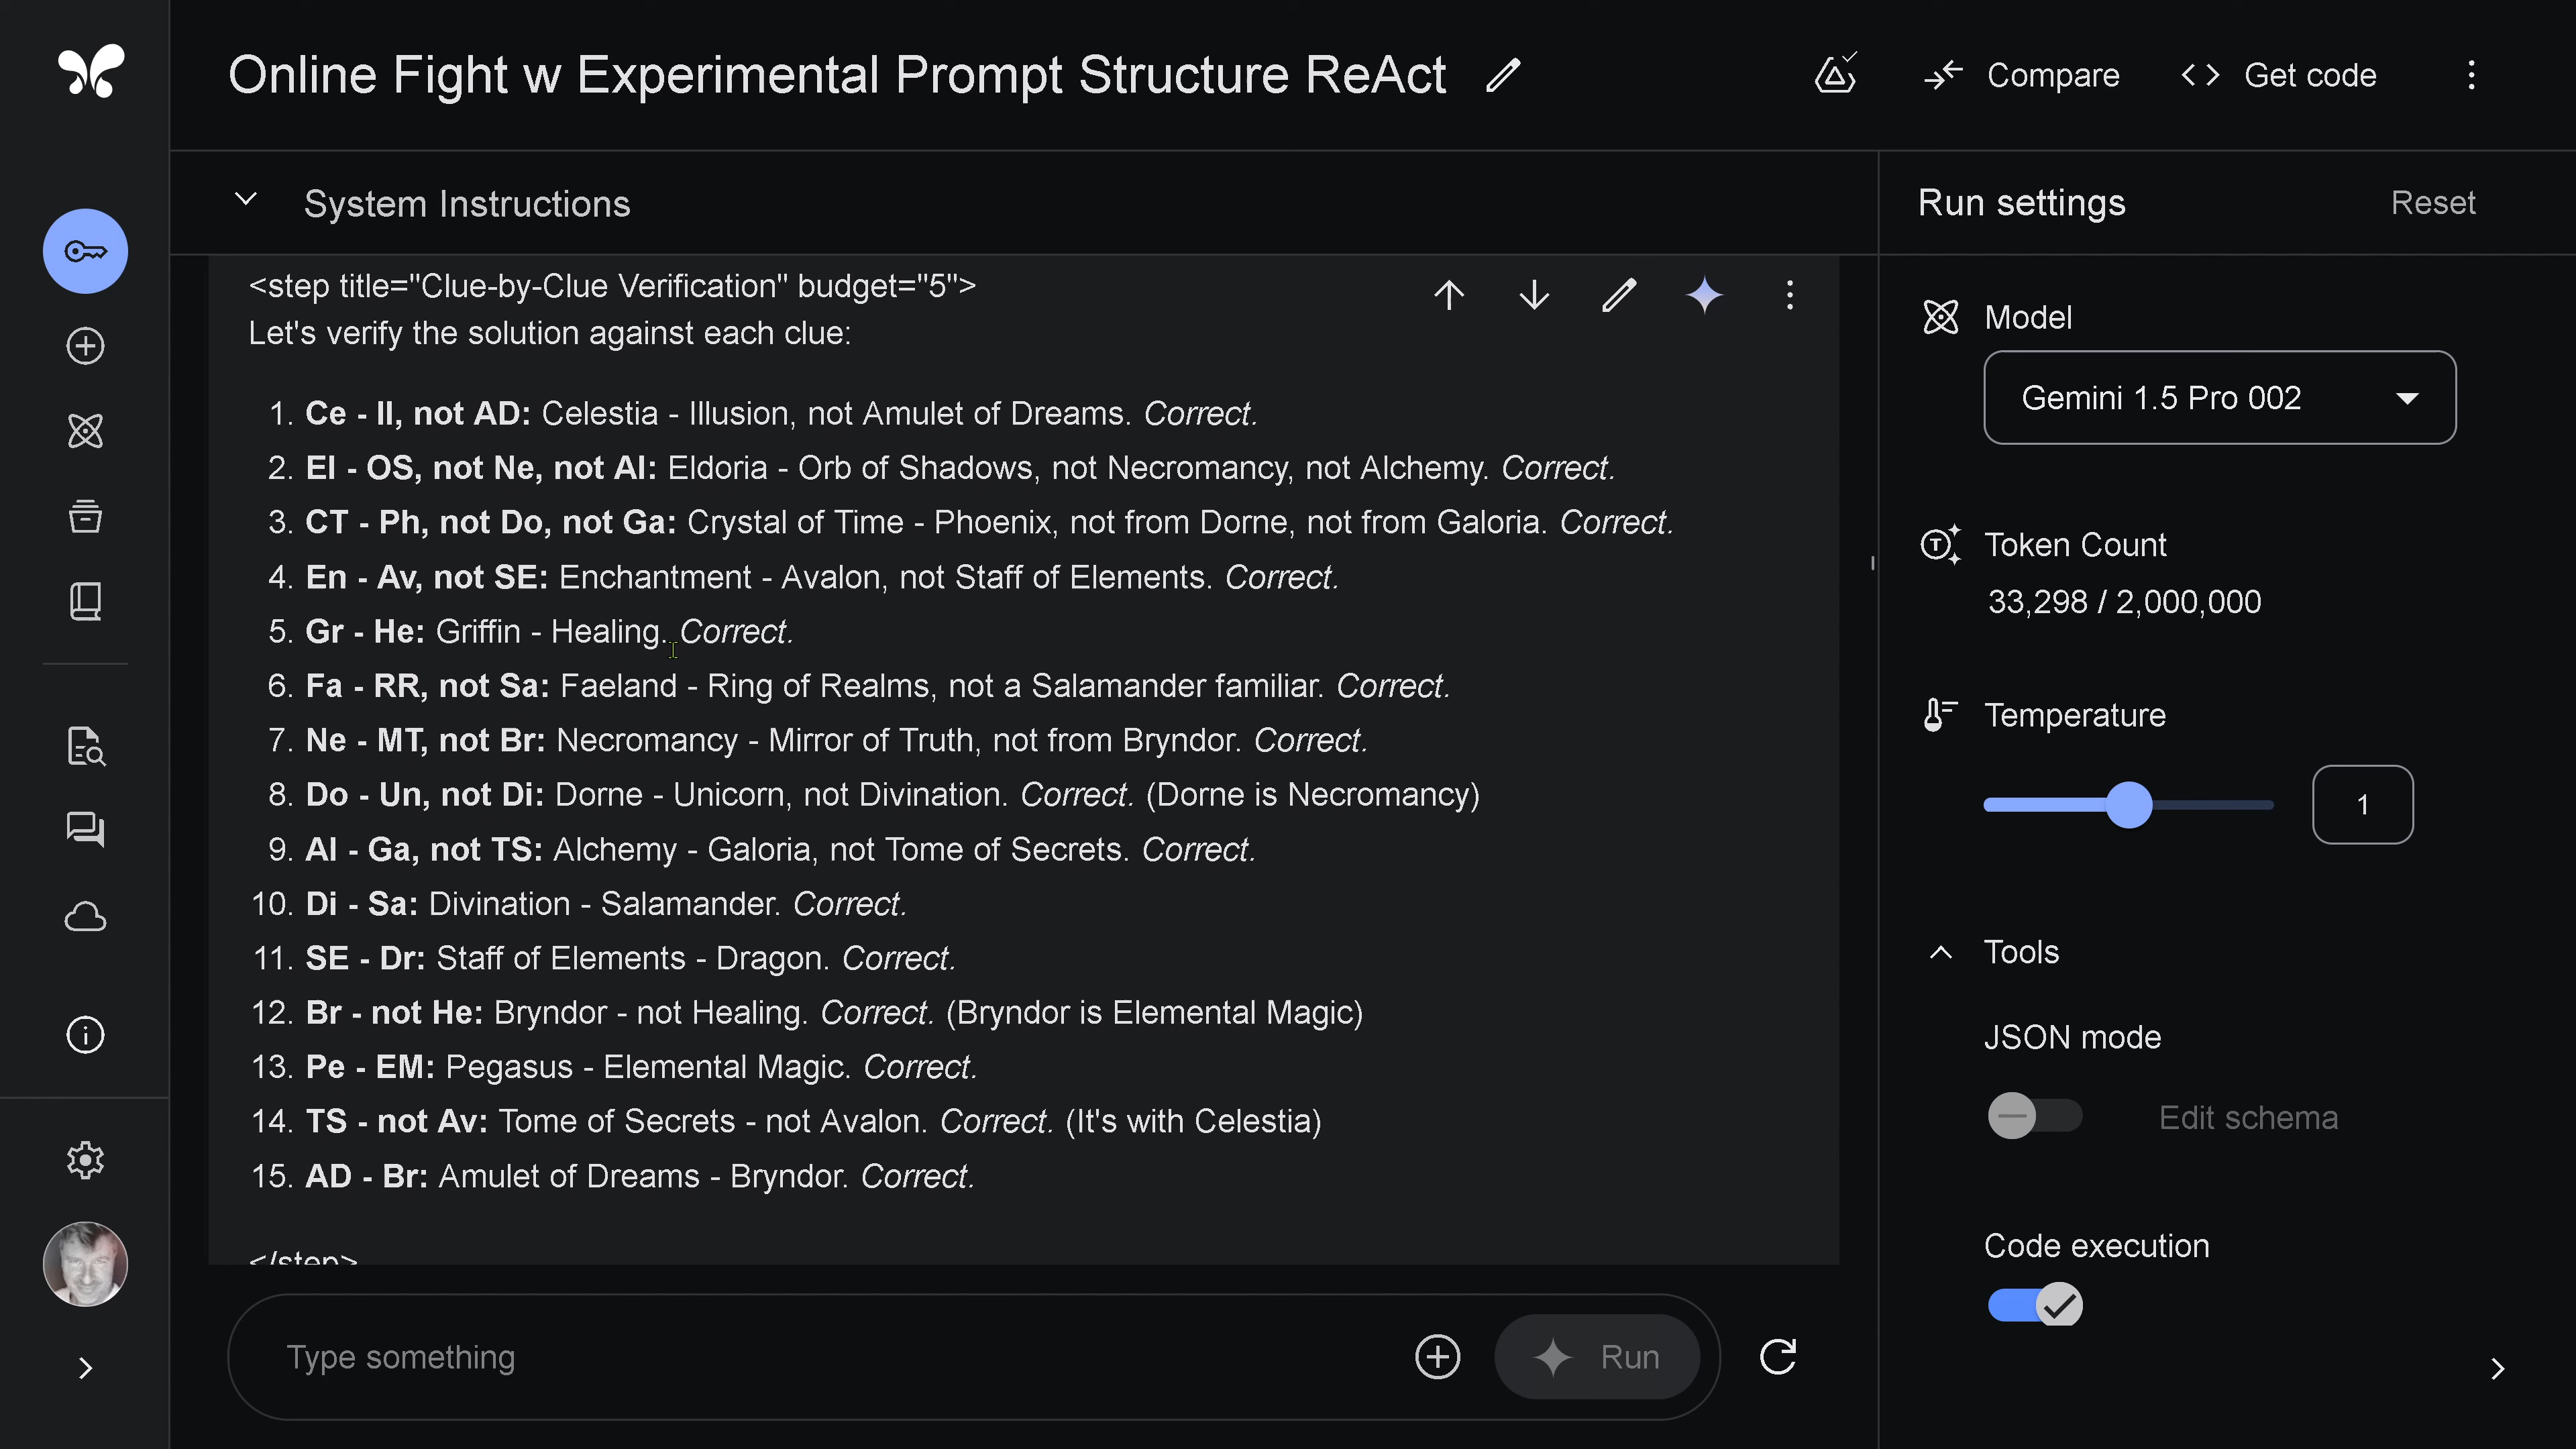 Online Fight w Experimental Prompt Structure ReAct
Compare
Get code
System Instructions
<step title="Clue-by-Clue Verification" budget="5">
Let's verify the solution against each clue:
1. Ce - Il, not AD: Celestia - Illusion, not Amulet of Dreams. Correct.
2. El - OS, not Ne, not Al: Eldoria - Orb of Shadows, not Necromancy, not Alchemy. Correct.
3. CT - Ph, not Do, not Ga: Crystal of Time - Phoenix, not from Dorne, not from Galoria. Correct.
4. En - Av, not SE: Enchantment - Avalon, not Staff of Elements. Correct.
5. Gr - He: Griffin - Healing. Correct.
6. Fa - RR, not Sa: Faeland - Ring of Realms, not a Salamander familiar. Correct.
7. Ne - MT, not Br: Necromancy - Mirror of Truth, not from Bryndor. Correct.
8. Do - Un, not Di: Dorne - Unicorn, not Divination. Correct. (Dorne is Necromancy)
9. Al - Ga, not TS: Alchemy - Galoria, not Tome of Secrets. Correct.
10. Di - Sa: Divination - Salamander. Correct.
11. SE - Dr: Staff of Elements - Dragon. Correct.
12. Br - not He: Bryndor - not Healing. Correct. (Bryndor is Elemental Magic)
13. Pe - EM: Pegasus - Elemental Magic. Correct.
14. TS - not Av: Tome of Secrets - not Avalon. Correct. (It's with Celestia)
15. AD - Br: Amulet of Dreams - Bryndor. Correct.
</step>
Type something
Run
Run settings
Reset
Model
Gemini 1.5 Pro 002
Token Count
33,298 / 2,000,000
Temperature
1
Tools
JSON mode
Edit schema
Code execution